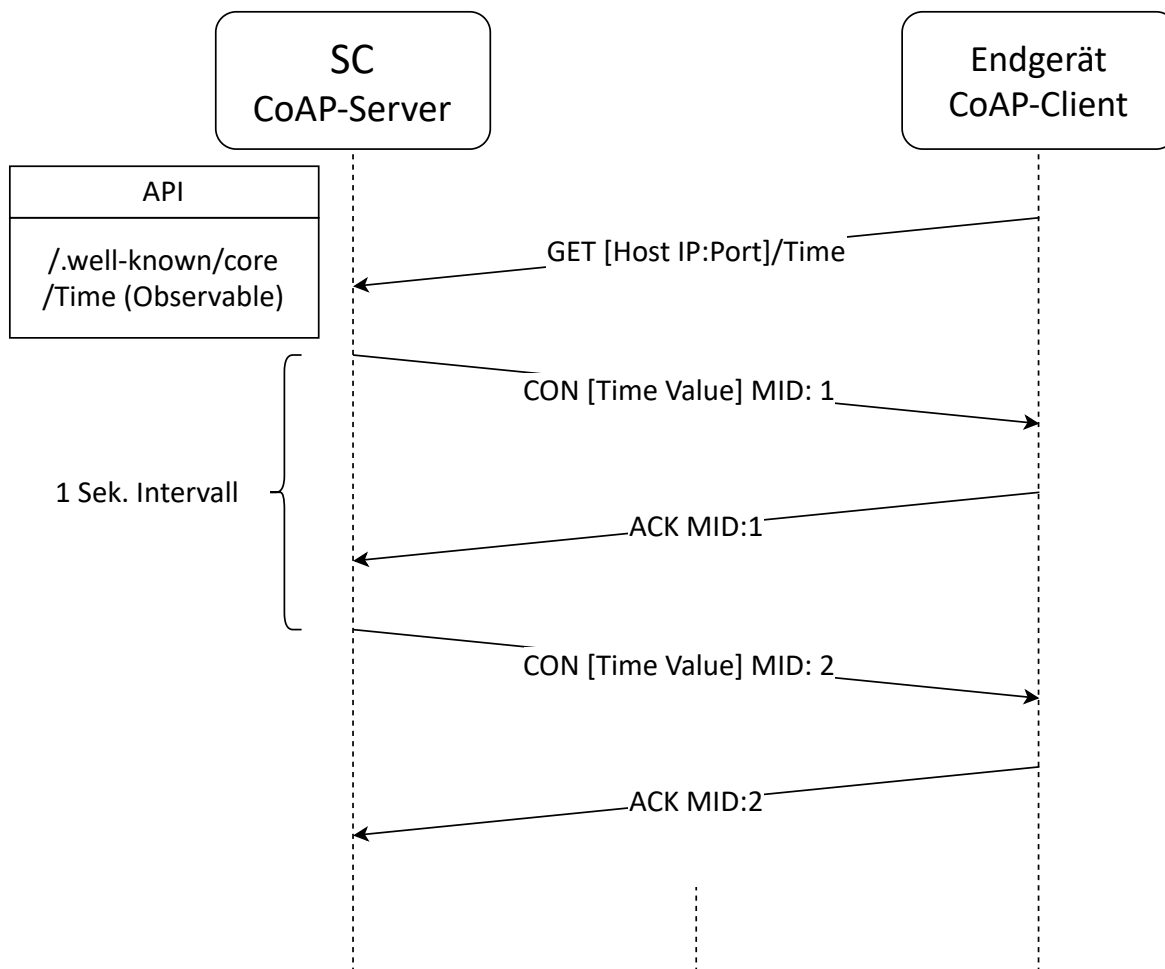 SC
CoAP-Server
Endgerät
CoAP-Client
API
/.well-known/core
/Time (Observable)
GET [Host IP:Port]/Time
CON [Time Value] MID: 1
1 Sek. Intervall
ACK MID:1
CON [Time Value] MID: 2
ACK MID:2